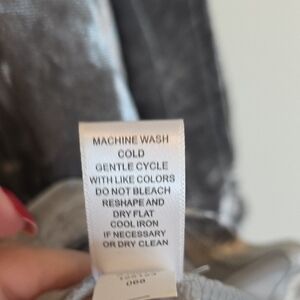 MACHINE WASH
COLD
GENTLE CYCLE
WITH LIKE COLORS
DO NOT BLEACH
RESHAPE AND
DRY FLAT
COOL IRON
IF NECESSARY
OR DRY CLEAN